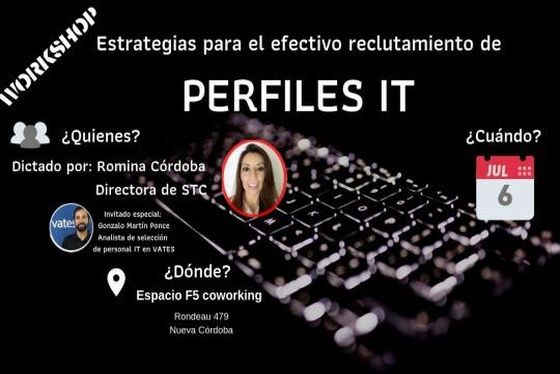 WORKSHOP
Estrategias para el efectivo reclutamiento de
PERFILES IT
¿Quienes?
Dictado por: Romina Córdoba
Directora de STC
vates
Invitado especial:
Gonzalo Martín Ponce
Analista de selección
de personal IT en VATES
¿Cuándo?
JUL
6
¿Dónde?
Espacio F5 coworking
Rondeau 479
Nueva Córdoba